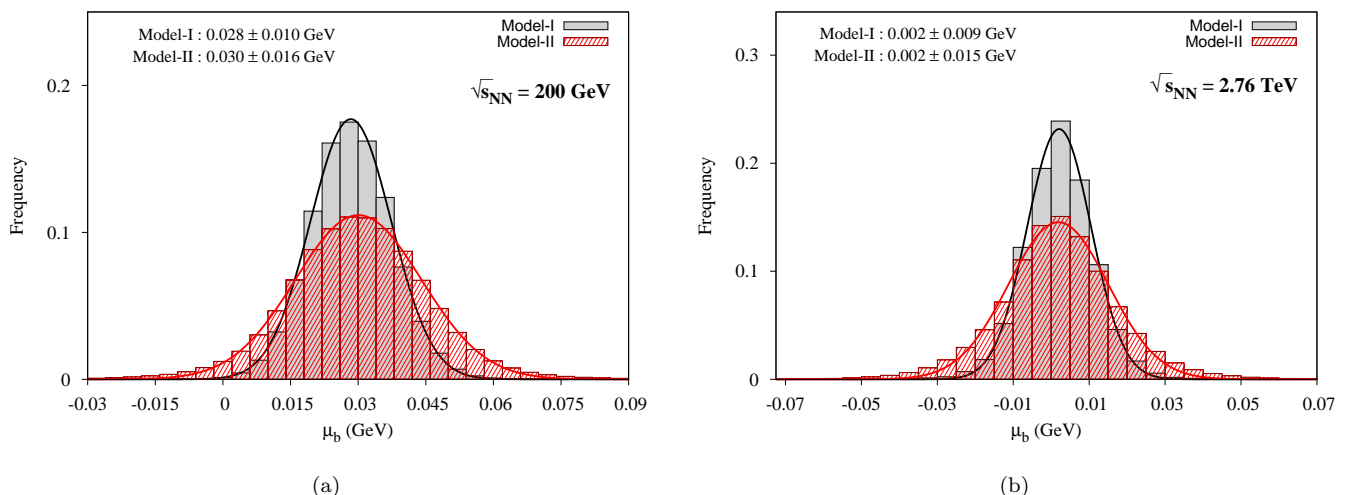 Model-I : 0.028 ± 0.010 GeV
Model-II : 0.030 ± 0.016 GeV
Model-I
Model-II
√sNN = 200 GeV
Frequency
0.2
0.1
0
-0.03 -0.015 0 0.015 0.03 0.045 0.06 0.075 0.09
μb (GeV)
(a)
Model-I : 0.002 ± 0.009 GeV
Model-II : 0.002 ± 0.015 GeV
Model-I
Model-II
√sNN = 2.76 TeV
Frequency
0.3
0.2
0.1
0
-0.07 -0.05 -0.03 -0.01 0.01 0.03 0.05 0.07
μb (GeV)
(b)